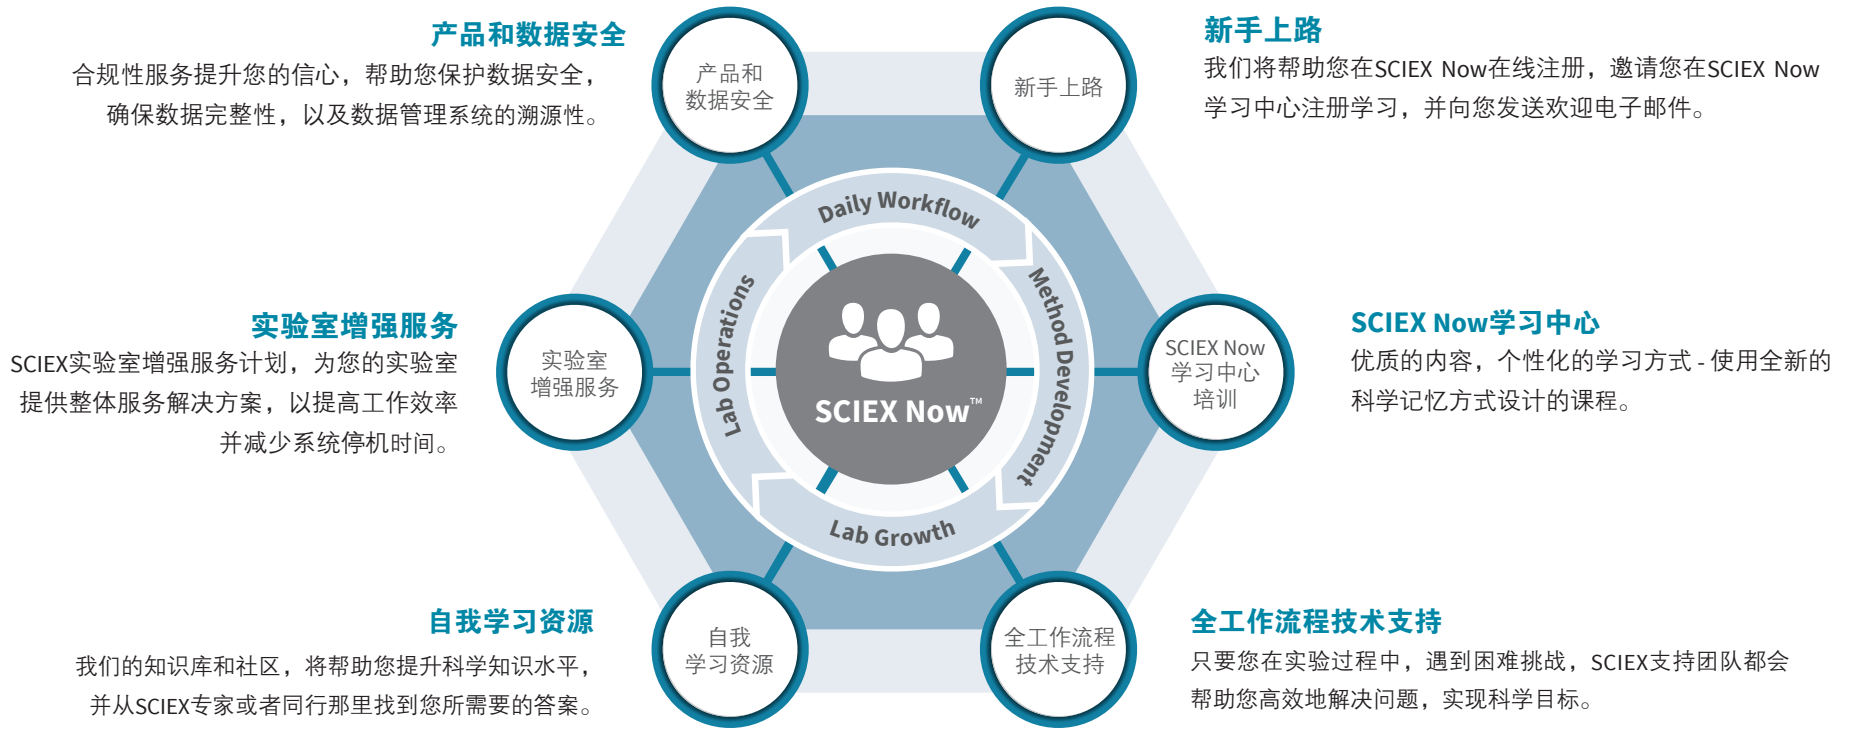 产品和数据安全
合规性服务提升您的信心，帮助您保护数据安全，
确保数据完整性，以及数据管理系统的溯源性。
产品和
数据安全
新手上路
新手上路
我们将帮助您在SCIEX Now在线注册，邀请您在SCIEX Now
学习中心注册学习，并向您发送欢迎电子邮件。
Daily Workflow
Method Development
Lab Growth
Lab Operations
SCIEX Now™
实验室增强服务
SCIEX实验室增强服务计划，为您的实验室
提供整体服务解决方案，以提高工作效率
并减少系统停机时间。
实验室
增强服务
SCIEX Now
学习中心
培训
SCIEX Now学习中心
优质的内容，个性化的学习方式 - 使用全新的
科学记忆方式设计的课程。
自我学习资源
我们的知识库和社区，将帮助您提升科学知识水平，
并从SCIEX专家或者同行那里找到您所需要的答案。
自我
学习资源
全工作流程
技术支持
全工作流程技术支持
只要您在实验过程中，遇到困难挑战，SCIEX支持团队都会
帮助您高效地解决问题，实现科学目标。